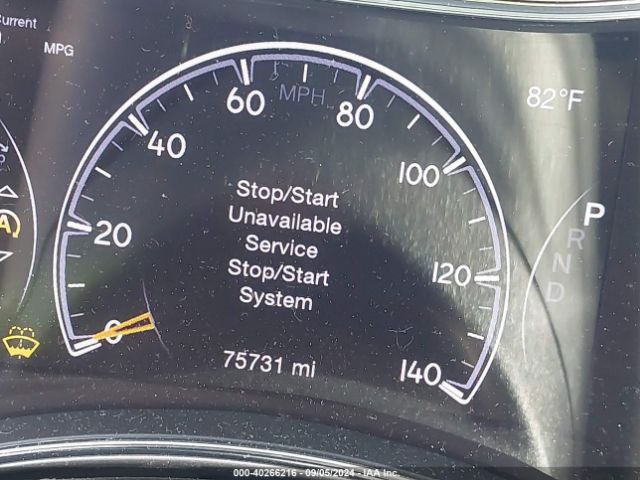 Current
MPG
0
20
40
60
MPH
80
100
120
140
82°F
Stop/Start
Unavailable
Service
Stop/Start
System
75731 mi
P
R
N
D
A
000-40266216 - 09/05/2024 - IAA Inc.